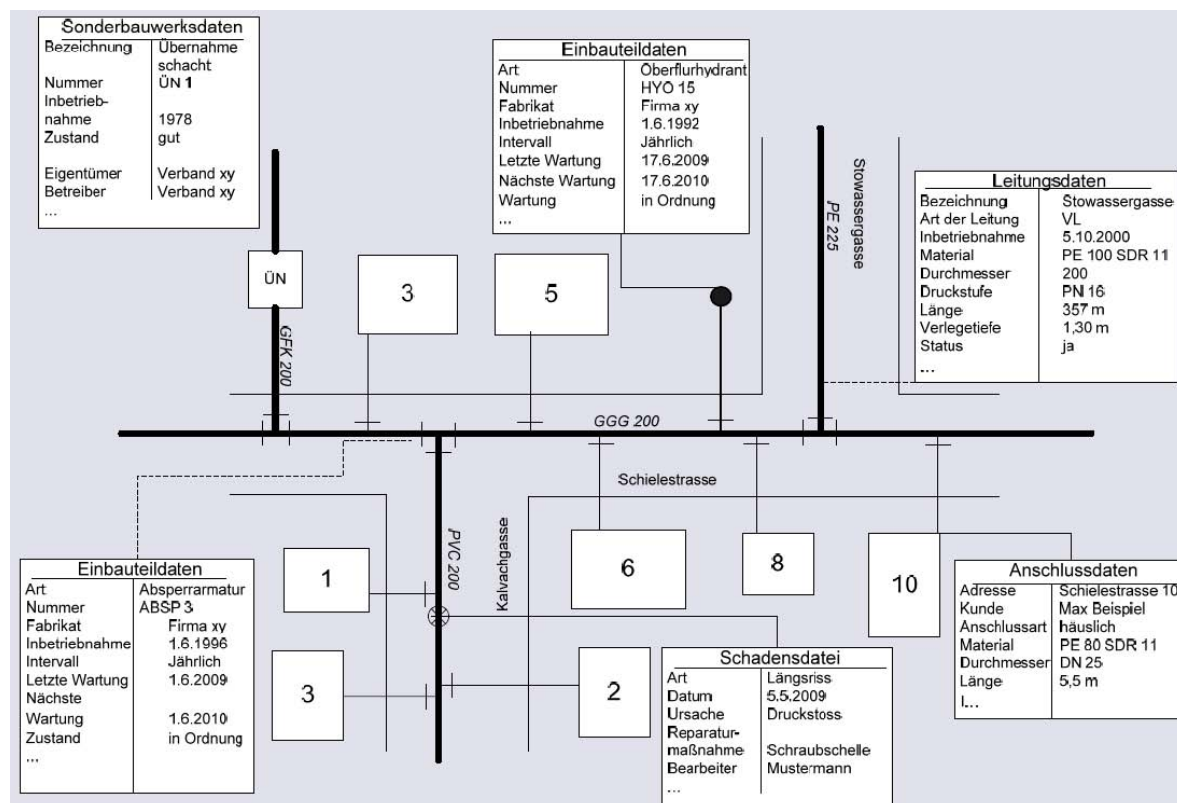 Sonderbauwerksdaten
Bezeichnung Übernahme
schacht
Nummer ÜN 1
Inbetrieb-
nahme 1978
Zustand gut
Eigentümer Verband xy
Betreiber Verband xy
...
Einbauteildaten
Art Oberflurhydrant
Nummer HYO 15
Fabrikat Firma xy
Inbetriebnahme 1.6.1992
Intervall Jährlich
Letzte Wartung 17.6.2009
Nächste Wartung 17.6.2010
Wartung in Ordnung
...
Leitungsdaten
Bezeichnung Stowassergasse
Art der Leitung VL
Inbetriebnahme 5.10.2000
Material PE 100 SDR 11
Durchmesser 200
Druckstufe PN 16
Länge 357 m
Verlegetiefe 1,30 m
Status ja
...
Stowassergasse
PE 225
ÜN
3
5
GFK 200
GGG 200
Schielestrasse
Kalvachgasse
PVC 200
1
6
8
10
3
2
Einbauteildaten
Art Absperrarmatur
Nummer ABSP 3
Fabrikat Firma xy
Inbetriebnahme 1.6.1996
Intervall Jährlich
Letzte Wartung 1.6.2009
Nächste
Wartung 1.6.2010
Zustand in Ordnung
...
Schadensdatei
Art Längsriss
Datum 5.5.2009
Ursache Druckstoss
Reparatur-
maßnahme Schraubschelle
Bearbeiter Mustermann
...
Anschlussdaten
Adresse Schielestrasse 10
Kunde Max Beispiel
Anschlussart häuslich
Material PE 80 SDR 11
Durchmesser DN 25
Länge 5,5 m
I...